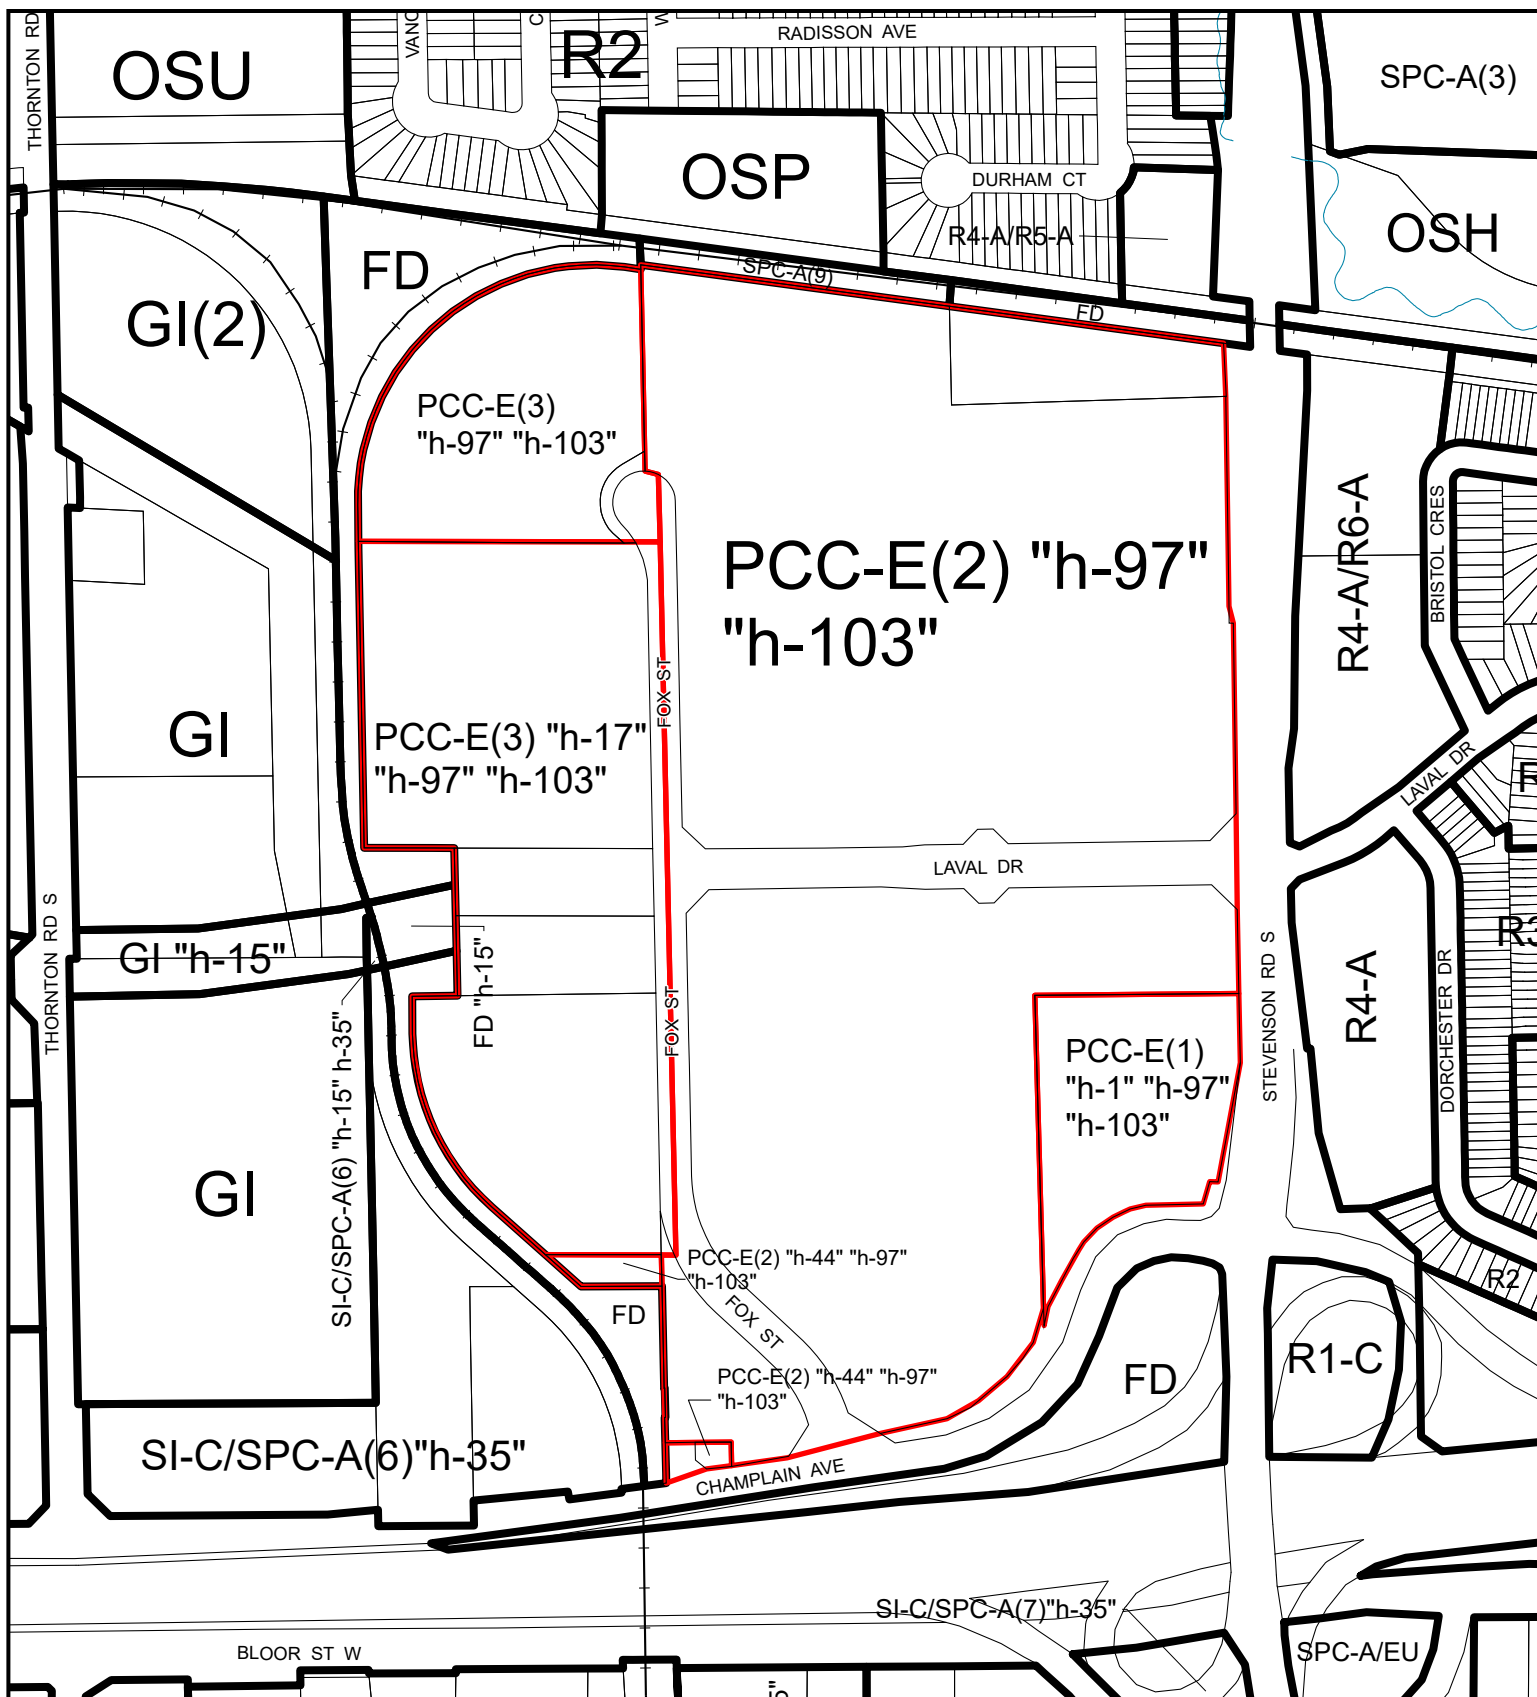 THORNTON RD
OSU
VANC
C
R2
W
RADISSON AVE
SPC-A(3)
OSP
DURHAM CT
R4-A/R5-A
OSH
FD
SPC-A(9)
FD
GI(2)
PCC-E(3)
"h-97" "h-103"
PCC-E(2) "h-97"
"h-103"
R4-A/R6-A
BRISTOL CRES
FOX ST
GI
PCC-E(3) "h-17"
"h-97" "h-103"
LAVAL DR
R
LAVAL DR
THORNTON RD S
GI "h-15"
FD "h-15"
FOX ST
STEVENSON RD S
R4-A
DORCHESTER DR
R3
SI-C/SPC-A(6) "h-15" h-35"
PCC-E(1)
"h-1" "h-97"
"h-103"
GI
PCC-E(2) "h-44" "h-97"
"h-103"
FD
FOX ST
R2
PCC-E(2) "h-44" "h-97"
"h-103"
FD
R1-C
SI-C/SPC-A(6)"h-35"
CHAMPLAIN AVE
SI-C/SPC-A(7)"h-35"
BLOOR ST W
SPC-A/EU